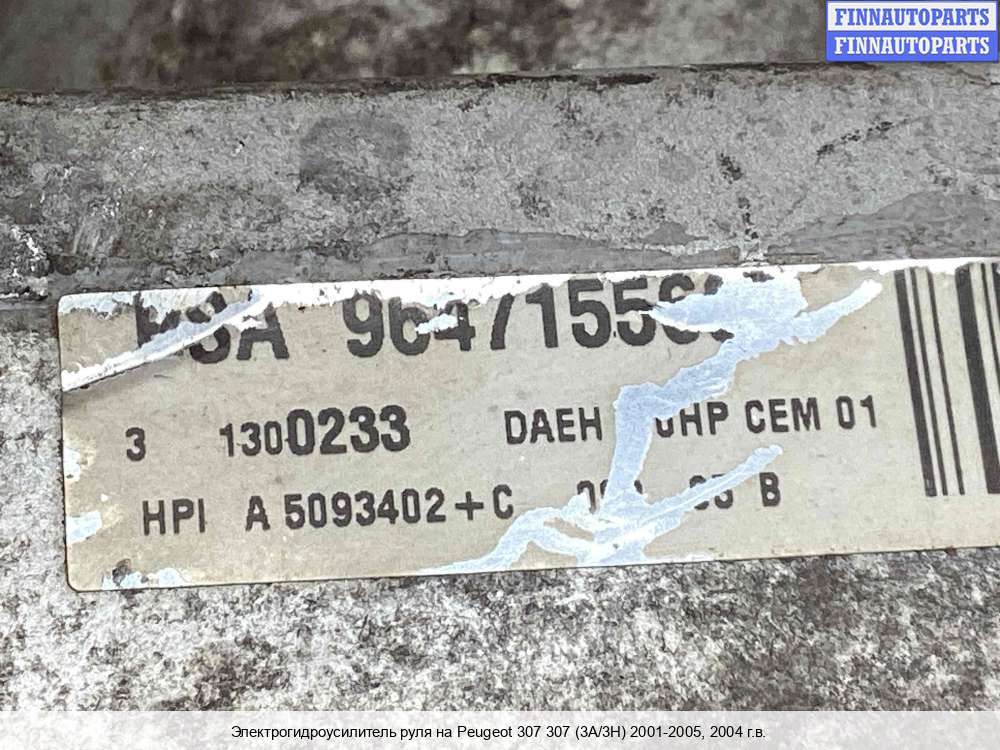 FINNAUTOPARTS
FINNAUTOPARTS
PSA
3 1300233 DAEH CEM 01
HPI A 5093402+C B
Электрогидроусилитель руля на Peugeot 307 307 (3A/3H) 2001-2005, 2004 г.в.